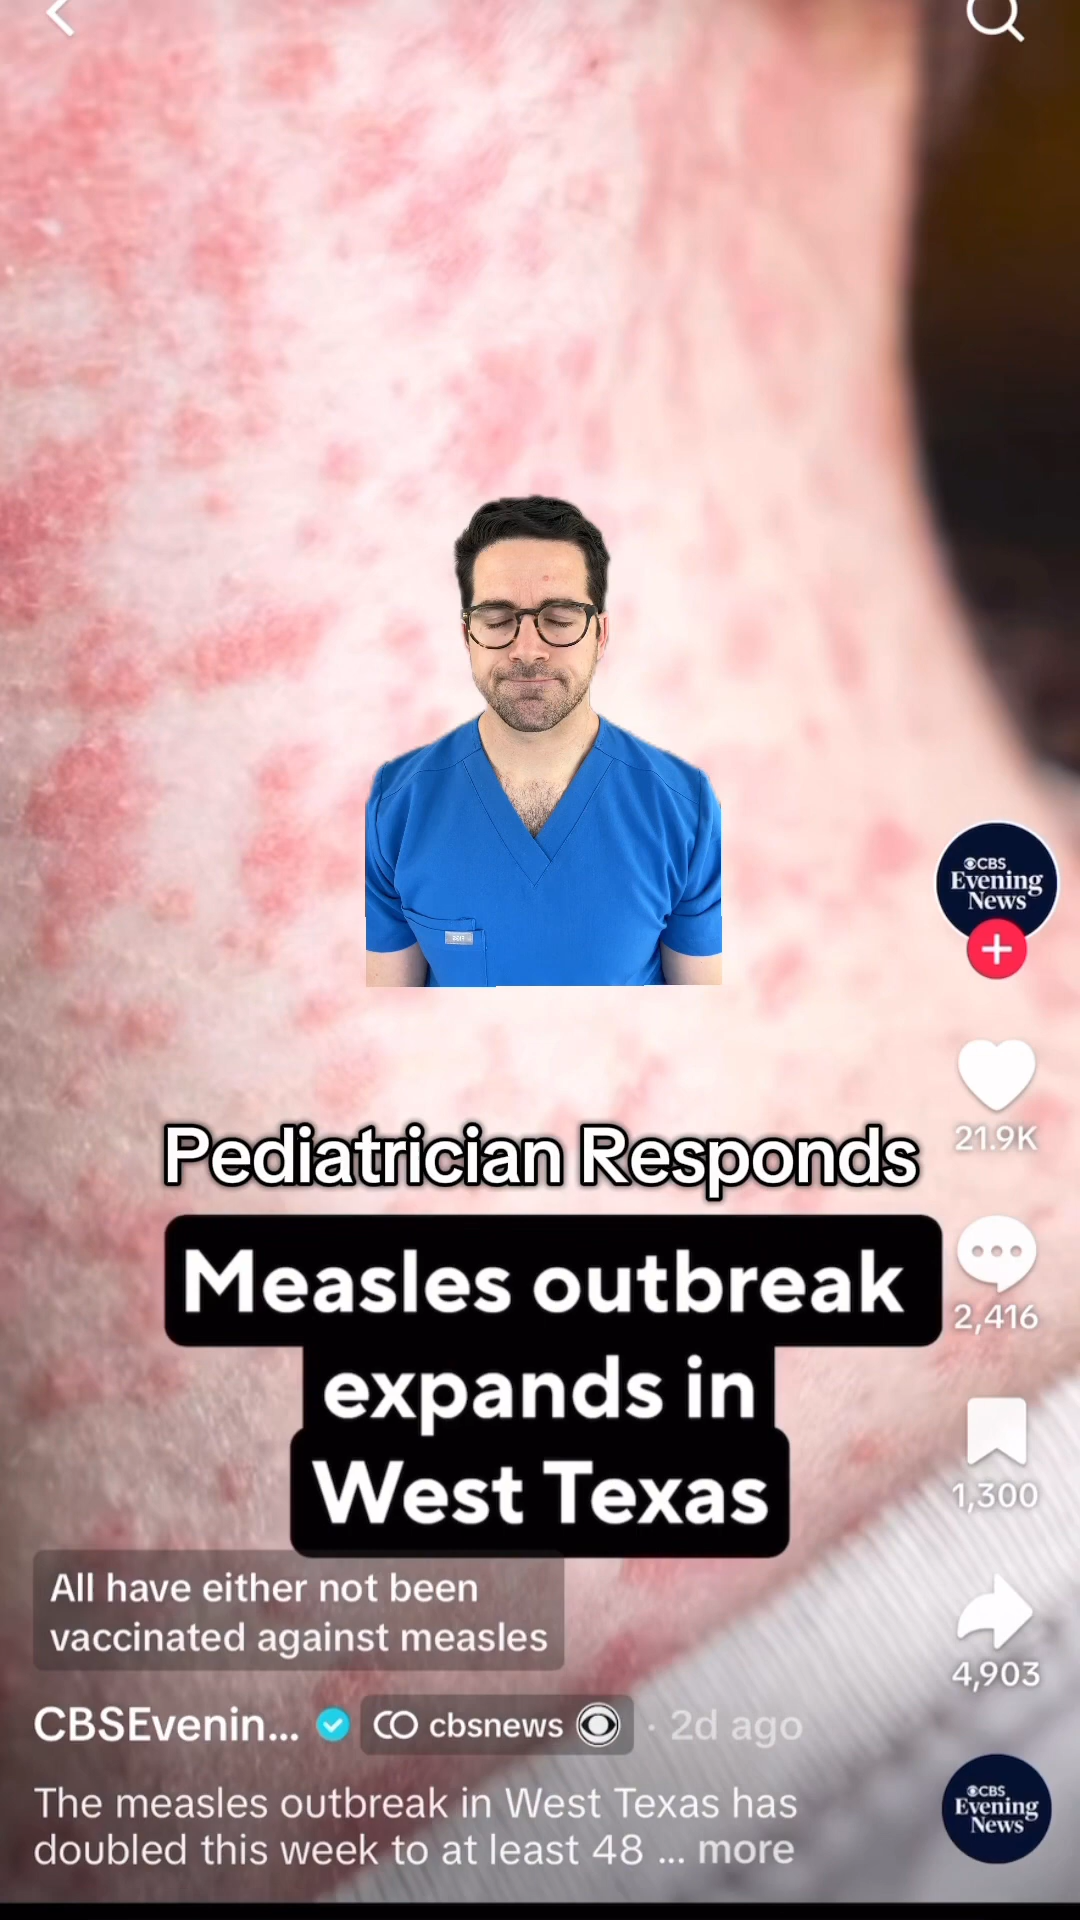 CBS
Evening
News
21.9K
2,416
1,300
4,903
Pediatrician Responds
Measles outbreak
expands in
West Texas
All have either not been
vaccinated against measles
CBSEvenin... cbsnews · 2d ago
The measles outbreak in West Texas has
doubled this week to at least 48 ... more
CBS
Evening
News